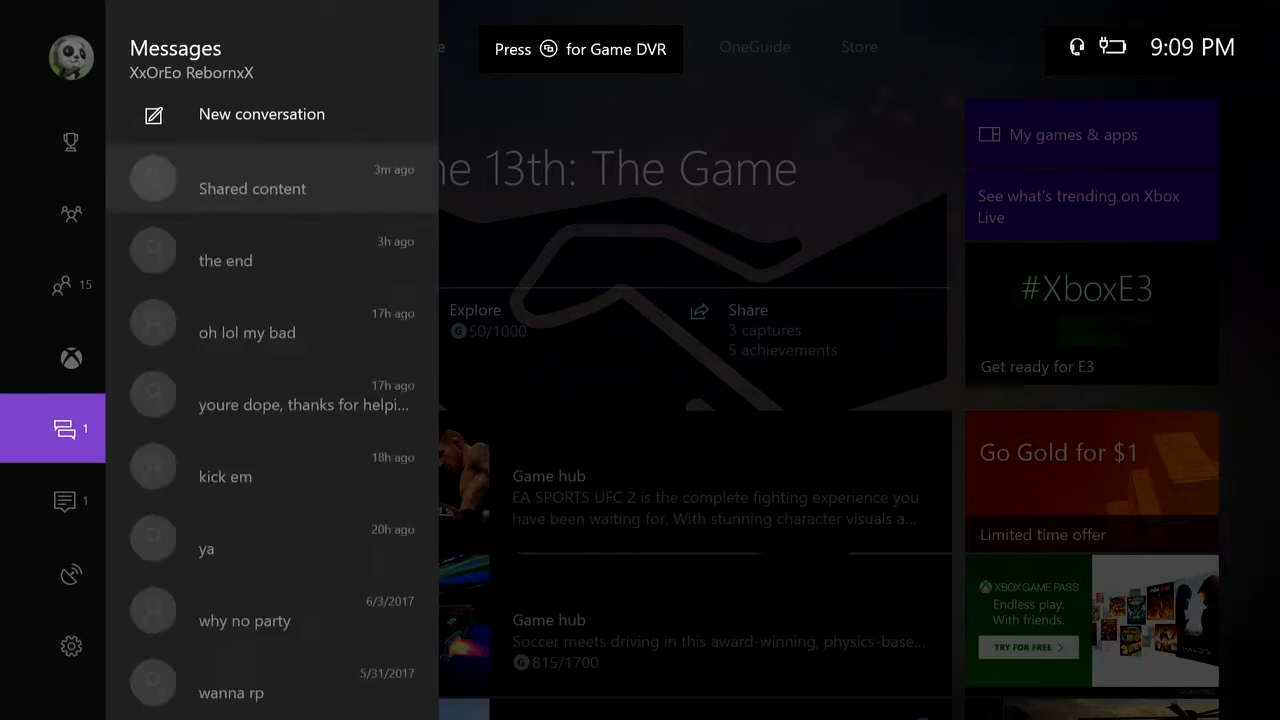 Messages
XxOrEo RebornxX
New conversation
3m ago
Shared content
3h ago
the end
17h ago
oh lol my bad
17h ago
youre dope, thanks for helpi...
18h ago
kick em
20h ago
ya
6/3/2017
why no party
5/31/2017
wanna rp
15
1
1
Press for Game DVR
OneGuide
Store
9:09 PM
he 13th: The Game
Explore
G 50/1000
Share
3 captures
5 achievements
Game hub
EA SPORTS UFC 2 is the complete fighting experience you
have been waiting for. With stunning character visuals a...
Game hub
Soccer meets driving in this award-winning, physics-base...
G 815/1700
My games & apps
See what's trending on Xbox
Live
#XboxE3
Get ready for E3
Go Gold for $1
Limited time offer
XBOX GAME PASS
Endless play.
With friends.
TRY FOR FREE
HALO 5
SPONSORED